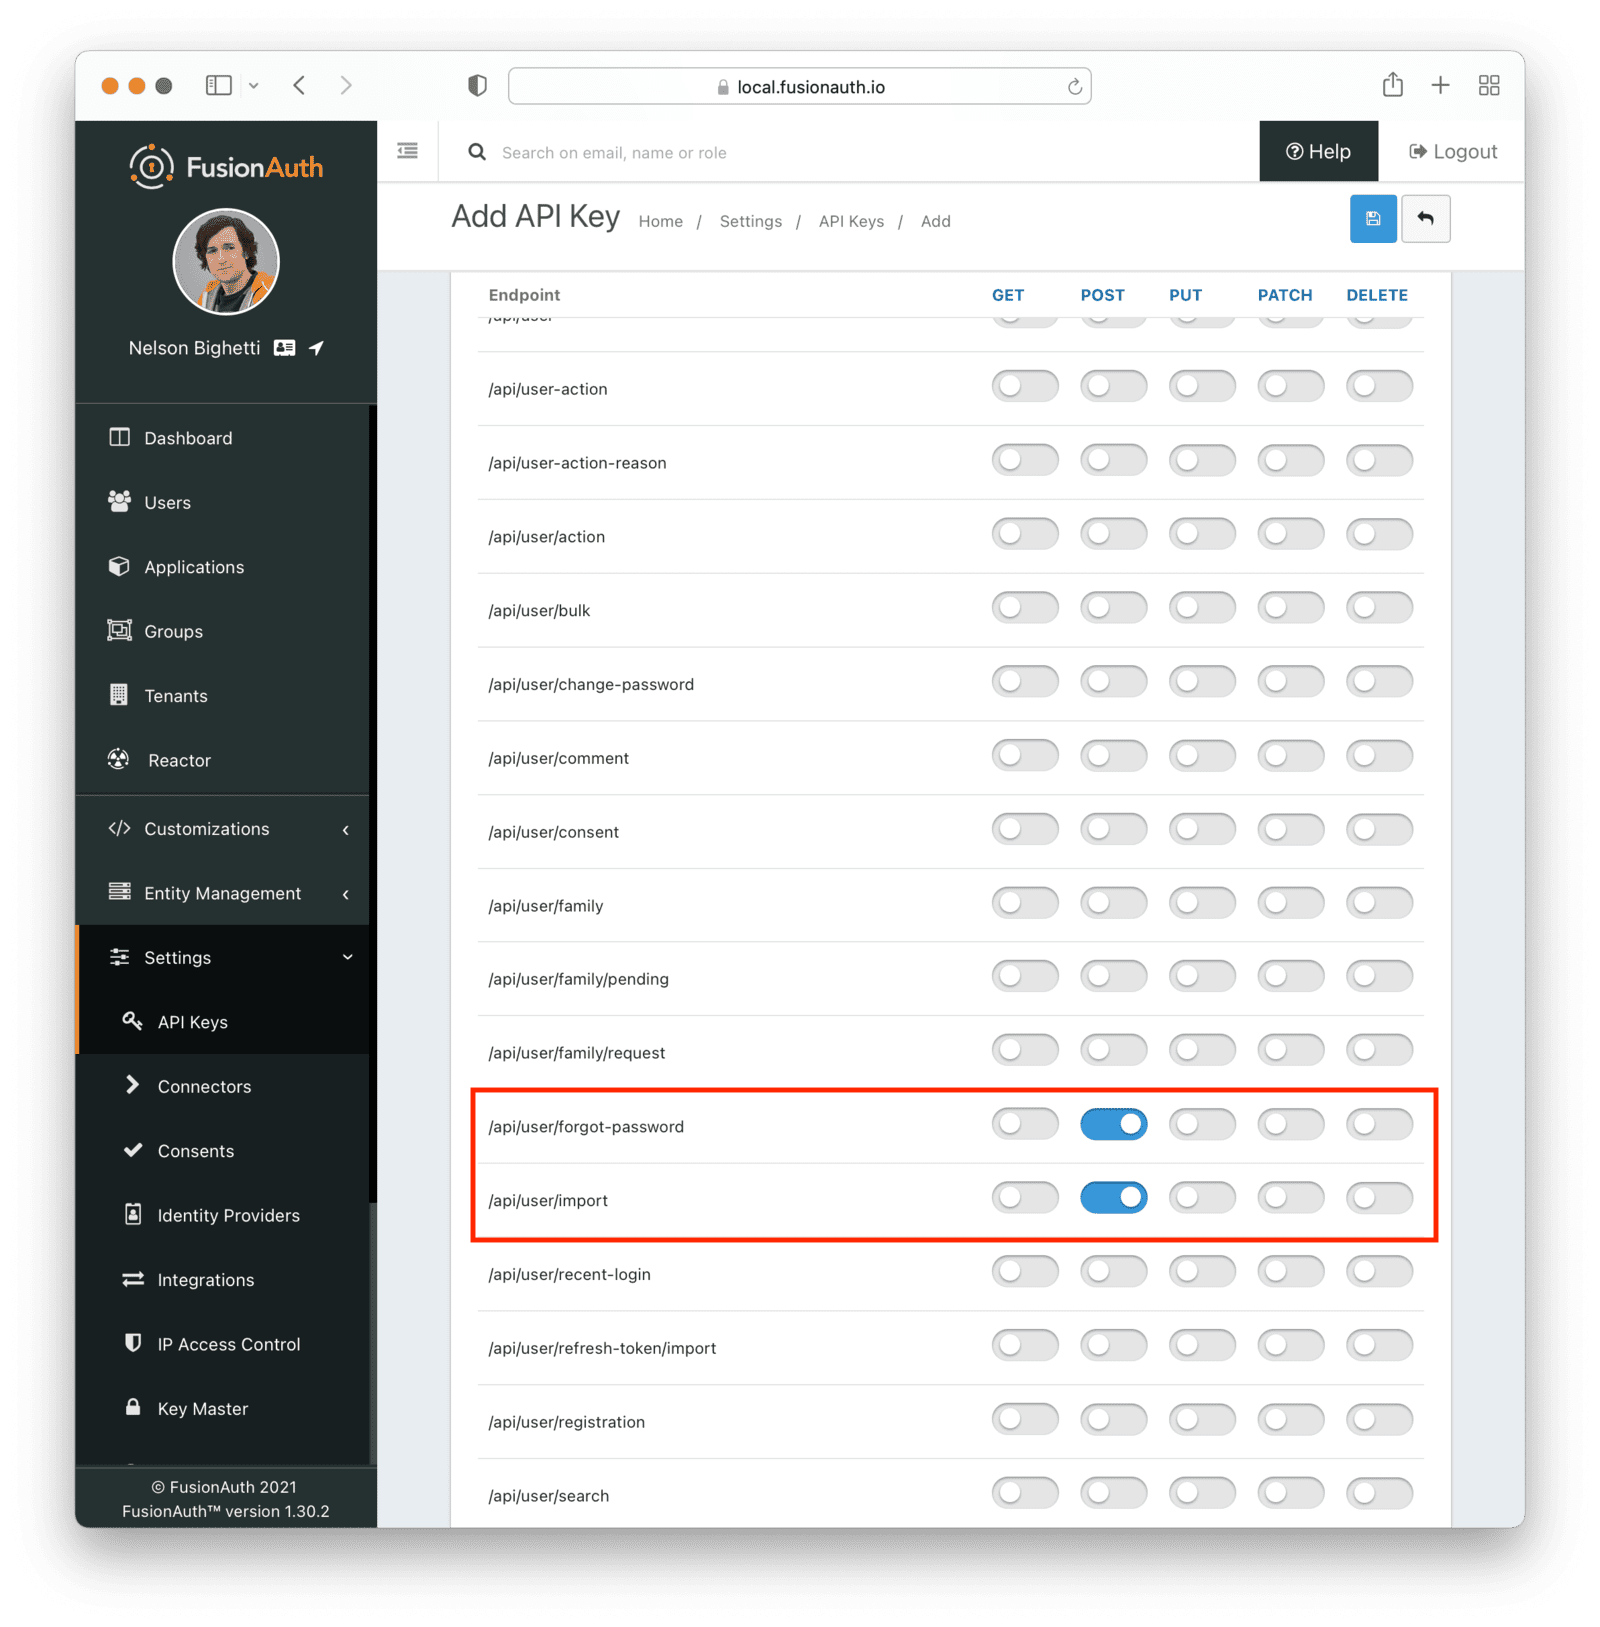 local.fusionauth.io
FusionAuth
Search on email, name or role
Help
Logout
Add API Key
Home / Settings / API Keys / Add
Nelson Bighetti
Dashboard
Users
Applications
Groups
Tenants
Reactor
Customizations
Entity Management
Settings
API Keys
Connectors
Consents
Identity Providers
Integrations
IP Access Control
Key Master
© FusionAuth 2021
FusionAuth™ version 1.30.2
Endpoint GET POST PUT PATCH DELETE
/api/user
/api/user-action
/api/user-action-reason
/api/user/action
/api/user/bulk
/api/user/change-password
/api/user/comment
/api/user/consent
/api/user/family
/api/user/family/pending
/api/user/family/request
/api/user/forgot-password
/api/user/import
/api/user/recent-login
/api/user/refresh-token/import
/api/user/registration
/api/user/search